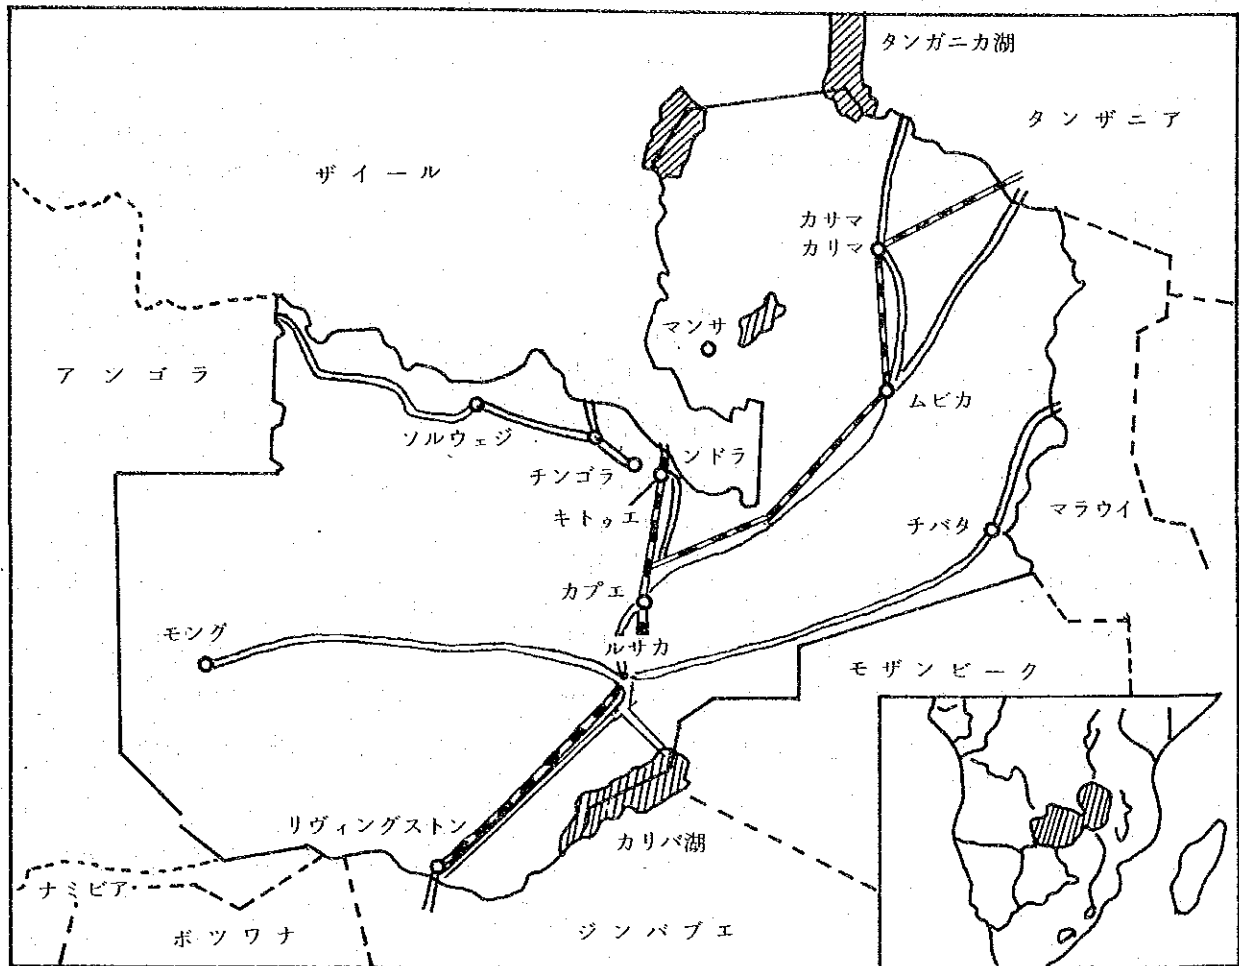 タンガニカ湖
タンザニア
ザイール
カサマ
カリマ
マンサ
アンゴラ
ムピカ
ソルウェジ
ンドラ
チンゴラ
キトゥエ
チパタ
マラウイ
カプエ
モング
ルサカ
モザンビーク
リヴィングストン
カリバ湖
ナミビア
ボツワナ
ジンバブエ